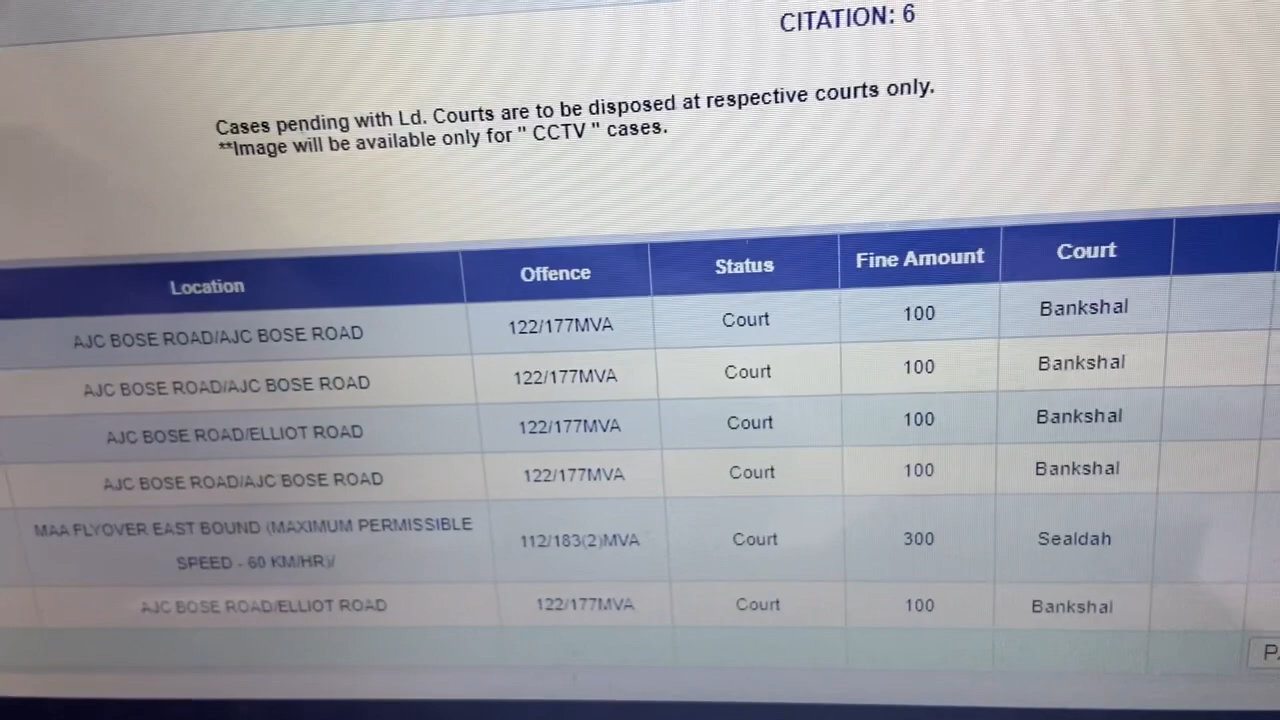 CITATION: 6
Cases pending with Ld. Courts are to be disposed at respective courts only.
**Image will be available only for " CCTV " cases.
Location Offence Status Fine Amount Court
AJC BOSE ROAD/AJC BOSE ROAD 122/177MVA Court 100 Bankshal
AJC BOSE ROAD/AJC BOSE ROAD 122/177MVA Court 100 Bankshal
AJC BOSE ROAD/ELLIOT ROAD 122/177MVA Court 100 Bankshal
AJC BOSE ROAD/AJC BOSE ROAD 122/177MVA Court 100 Bankshal
MAA FLYOVER EAST BOUND (MAXIMUM PERMISSIBLE
SPEED - 60 KM/HR)/ 112/183(2)MVA Court 300 Sealdah
AJC BOSE ROAD/ELLIOT ROAD 122/177MVA Court 100 Bankshal